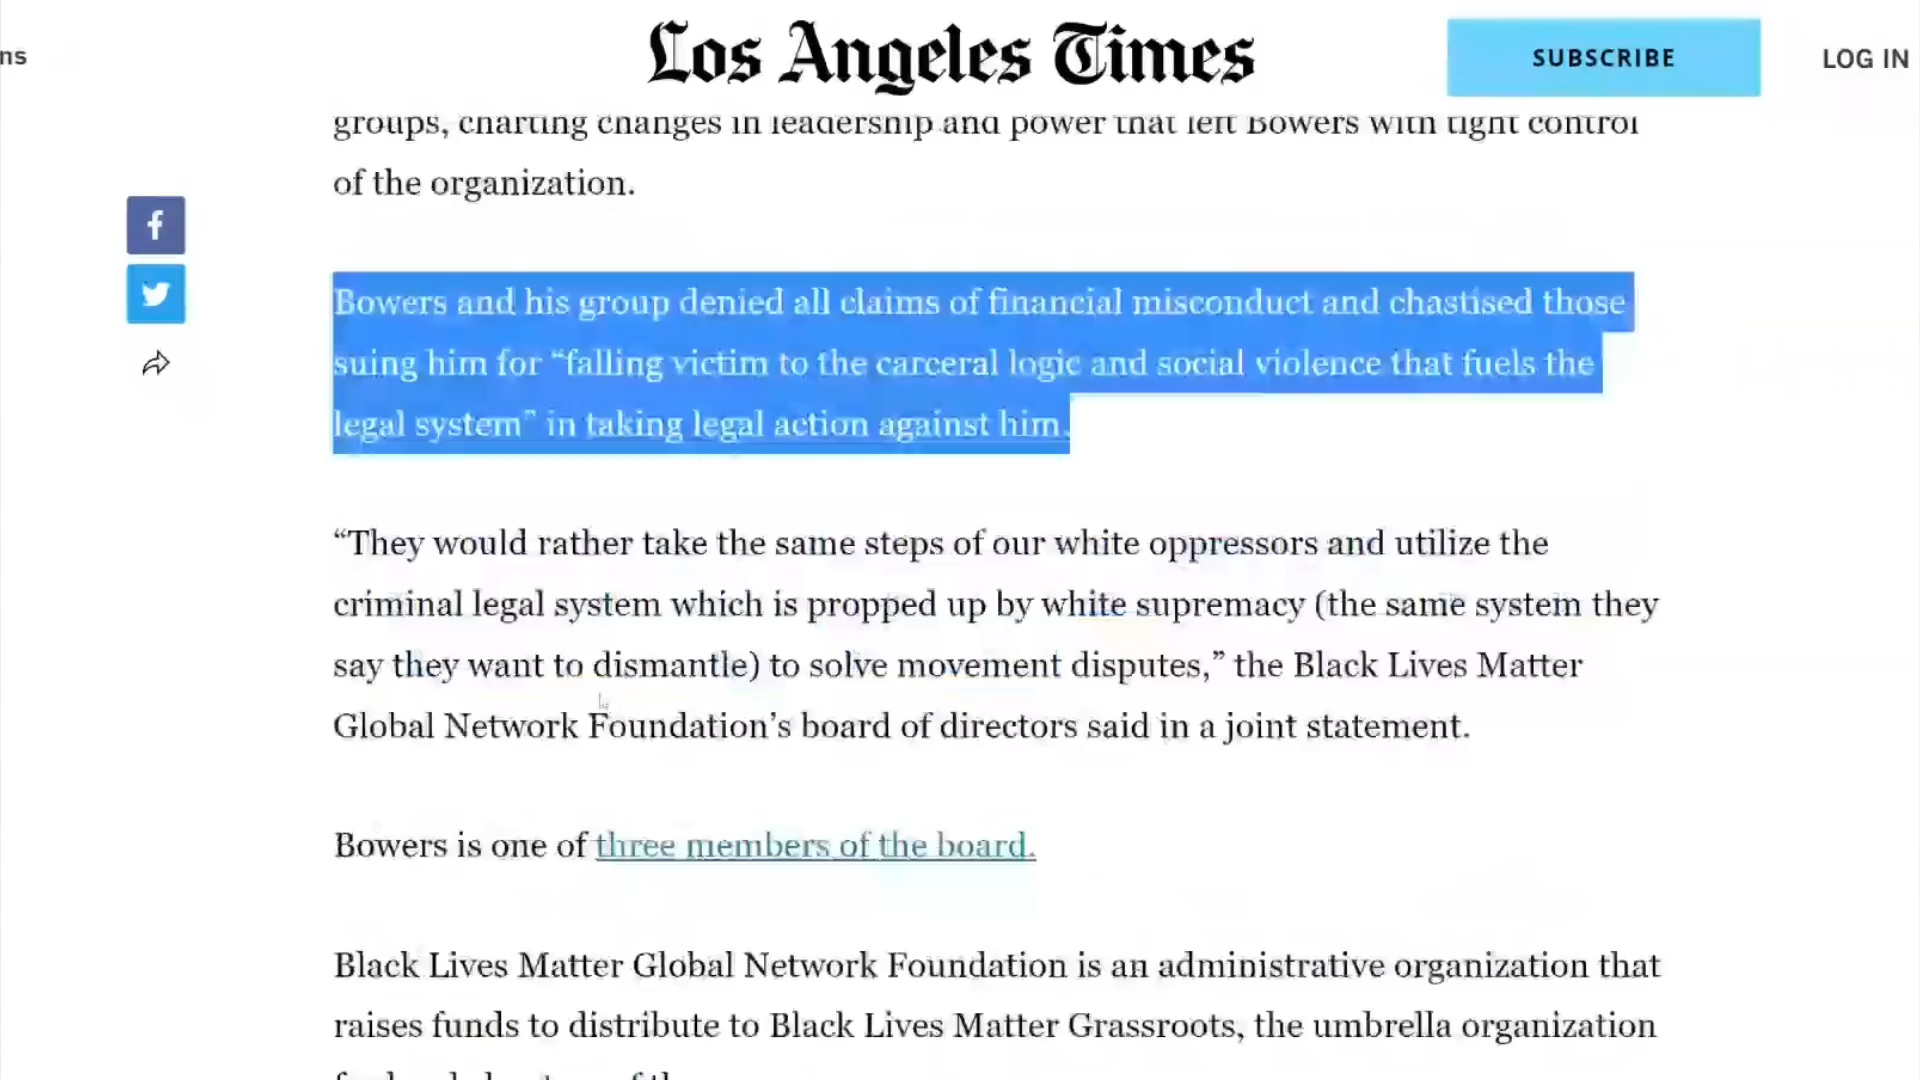 ns
Los Angeles Times
SUBSCRIBE
LOG IN
groups, charting changes in leadership and power that left Bowers with tight control
of the organization.
Bowers and his group denied all claims of financial misconduct and chastised those
suing him for “falling victim to the carceral logic and social violence that fuels the
legal system” in taking legal action against him.
“They would rather take the same steps of our white oppressors and utilize the
criminal legal system which is propped up by white supremacy (the same system they
say they want to dismantle) to solve movement disputes,” the Black Lives Matter
Global Network Foundation’s board of directors said in a joint statement.
Bowers is one of three members of the board.
Black Lives Matter Global Network Foundation is an administrative organization that
raises funds to distribute to Black Lives Matter Grassroots, the umbrella organization